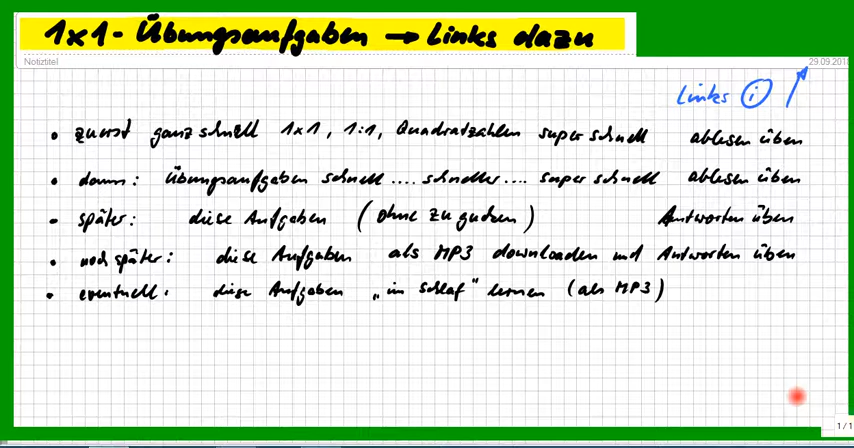 1x1 - Übungsaufgaben → Links dazu
Notiztitel
29.09.201
Links i ↑
• zuerst ganz schnell 1x1, 1:1, Quadratzahlen super schnell ablesen üben
• dann: Übungsaufgaben schnell .... schneller .... super schnell ablesen üben
• später: diese Aufgaben (ohne zu gucken) Antworten üben
• noch später: diese Aufgaben als MP3 downloaden und Antworten üben
• eventuell: diese Aufgaben „im Schlaf" lernen (als MP3)
1/1